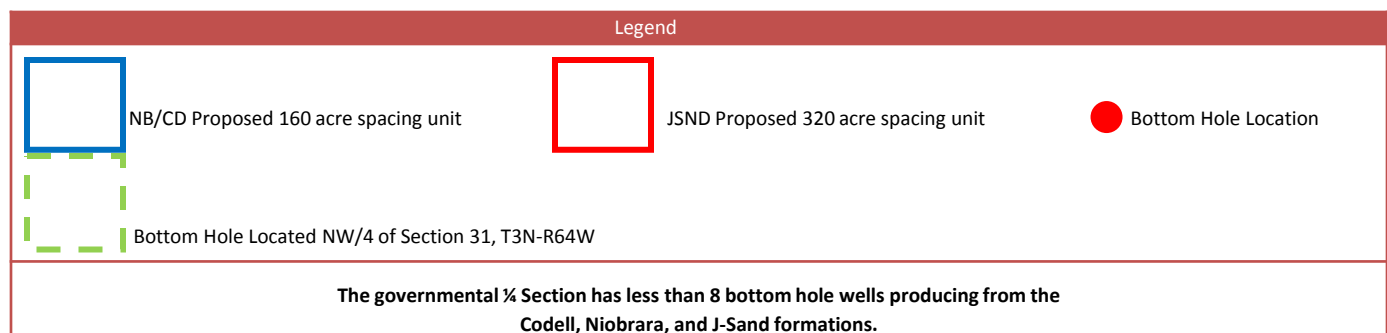 Legend
NB/CD Proposed 160 acre spacing unit
JSND Proposed 320 acre spacing unit
Bottom Hole Location
Bottom Hole Located NW/4 of Section 31, T3N-R64W
The governmental ¼ Section has less than 8 bottom hole wells producing from the
Codell, Niobrara, and J-Sand formations.